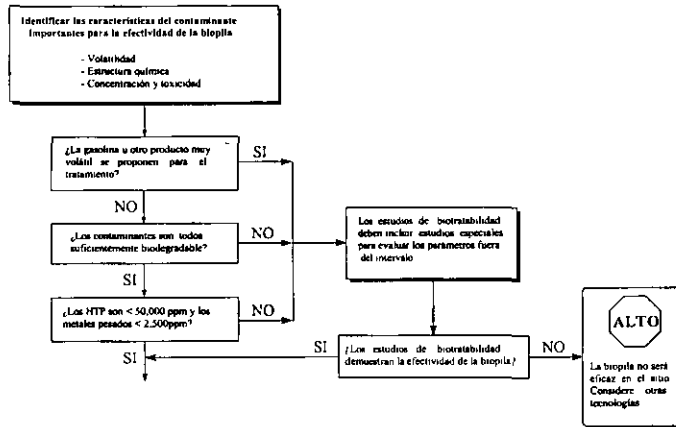 Identificar las características del contaminante
importantes para la efectividad de la biopila
- Volatilidad
- Estructura química
- Concentración y toxicidad
¿La gasolina u otro producto muy
volátil se proponen para el
tratamiento?
SI
NO
¿Los contaminantes son todos
suficientemente biodegradable?
NO
SI
Los estudios de biotratabilidad
deben incluir estudios especiales
para evaluar los parámetros fuera
del intervalo
¿Los HTP son < 50,000 ppm y los
metales pesados < 2,500ppm?
NO
SI
¿Los estudios de biotratabilidad
demuestran la efectividad de la biopila?
SI
NO
ALTO
La biopila no será
eficaz en el sitio
Considere otras
tecnologías